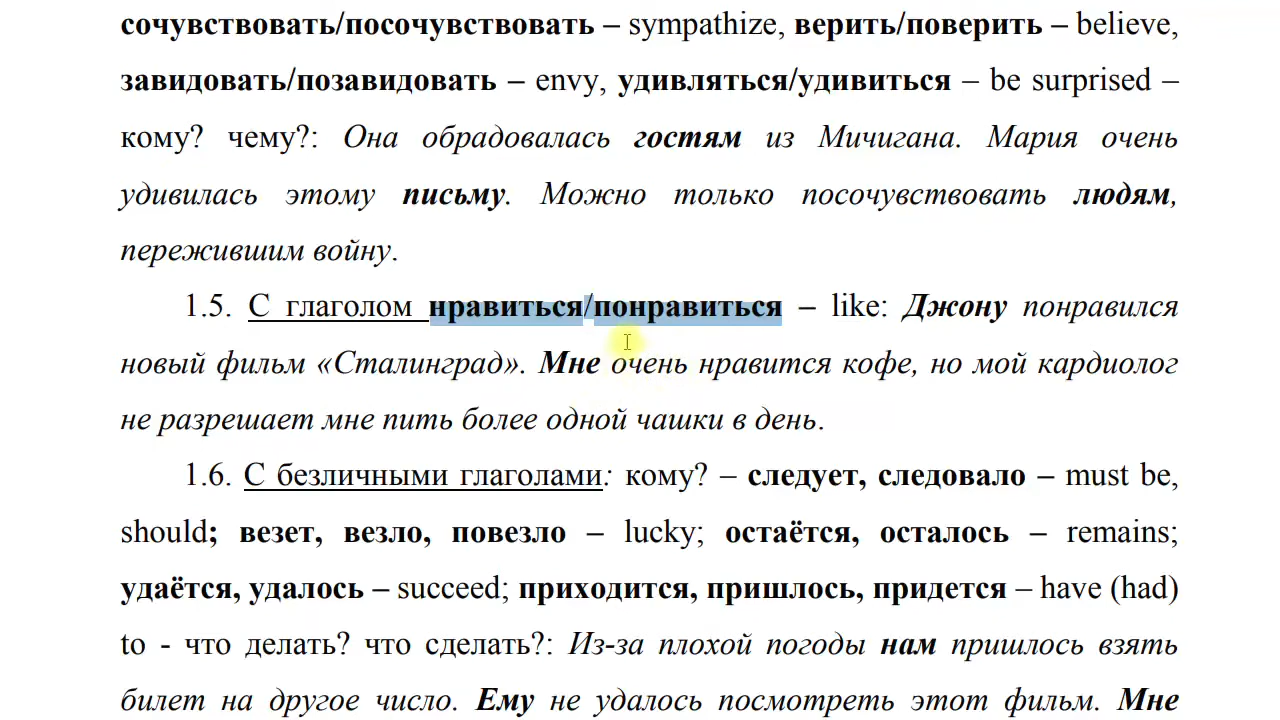 сочувствовать/посочувствовать – sympathize, верить/поверить – believe,
завидовать/позавидовать – envy, удивляться/удивиться – be surprised –
кому? чему?: Она обрадовалась гостям из Мичигана. Мария очень
удивилась этому письму. Можно только посочувствовать людям,
пережившим войну.
1.5. С глаголом нравиться/понравиться – like: Джону понравился
новый фильм «Сталинград». Мне очень нравится кофе, но мой кардиолог
не разрешает мне пить более одной чашки в день.
1.6. С безличными глаголами: кому? – следует, следовало – must be,
should; везет, везло, повезло – lucky; остаётся, осталось – remains;
удаётся, удалось – succeed; приходится, пришлось, придется – have (had)
to - что делать? что сделать?: Из-за плохой погоды нам пришлось взять
билет на другое число. Ему не удалось посмотреть этот фильм. Мне